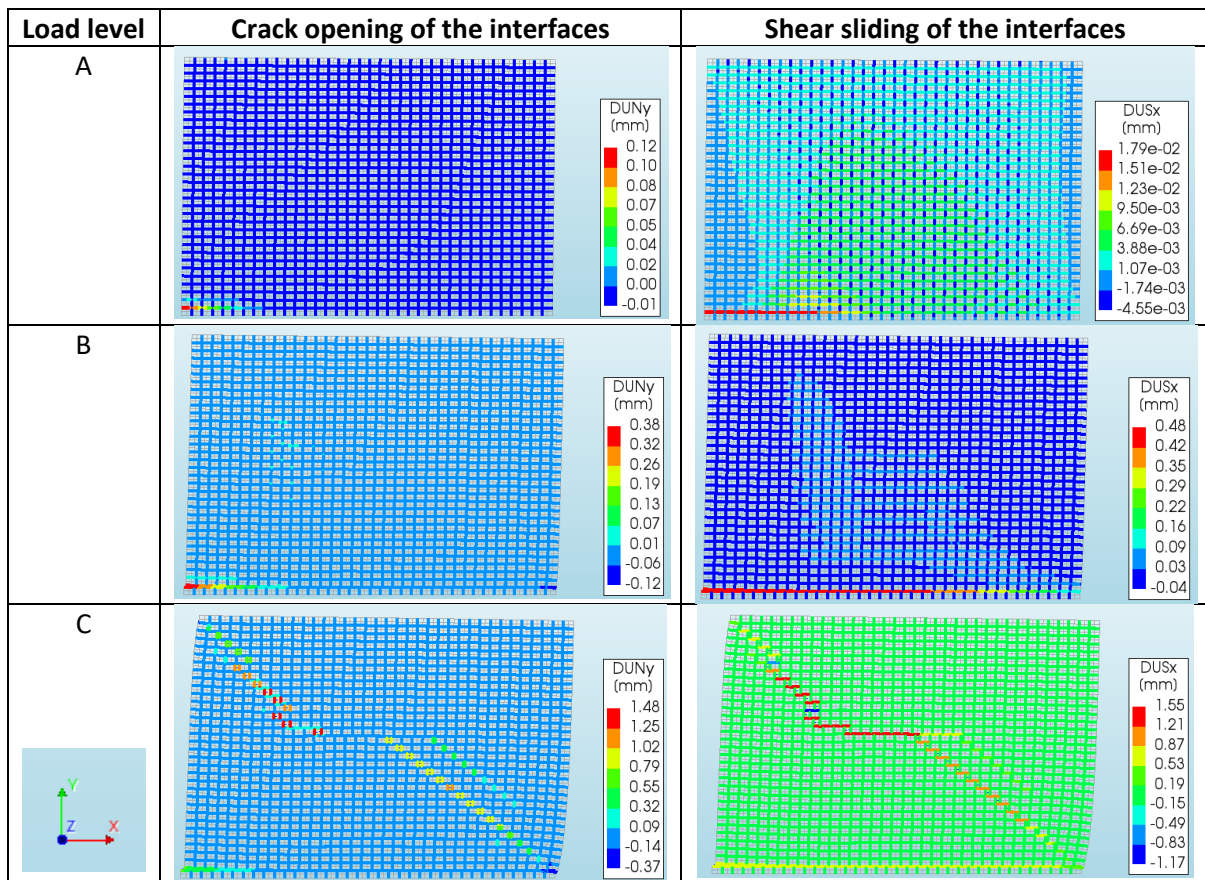 Load level Crack opening of the interfaces Shear sliding of the interfaces
A
DUNy
(mm)
0.12
0.10
0.08
0.07
0.05
0.04
0.02
0.00
-0.01
DUSx
(mm)
1.79e-02
1.51e-02
1.23e-02
9.50e-03
6.69e-03
3.88e-03
1.07e-03
-1.74e-03
-4.55e-03
B
DUNy
(mm)
0.38
0.32
0.26
0.19
0.13
0.07
0.01
-0.06
-0.12
DUSx
(mm)
0.48
0.42
0.35
0.29
0.22
0.16
0.09
0.03
-0.04
C
Y
Z
X
DUNy
(mm)
1.48
1.25
1.02
0.79
0.55
0.32
0.09
-0.14
-0.37
DUSx
(mm)
1.55
1.21
0.87
0.53
0.19
-0.15
-0.49
-0.83
-1.17